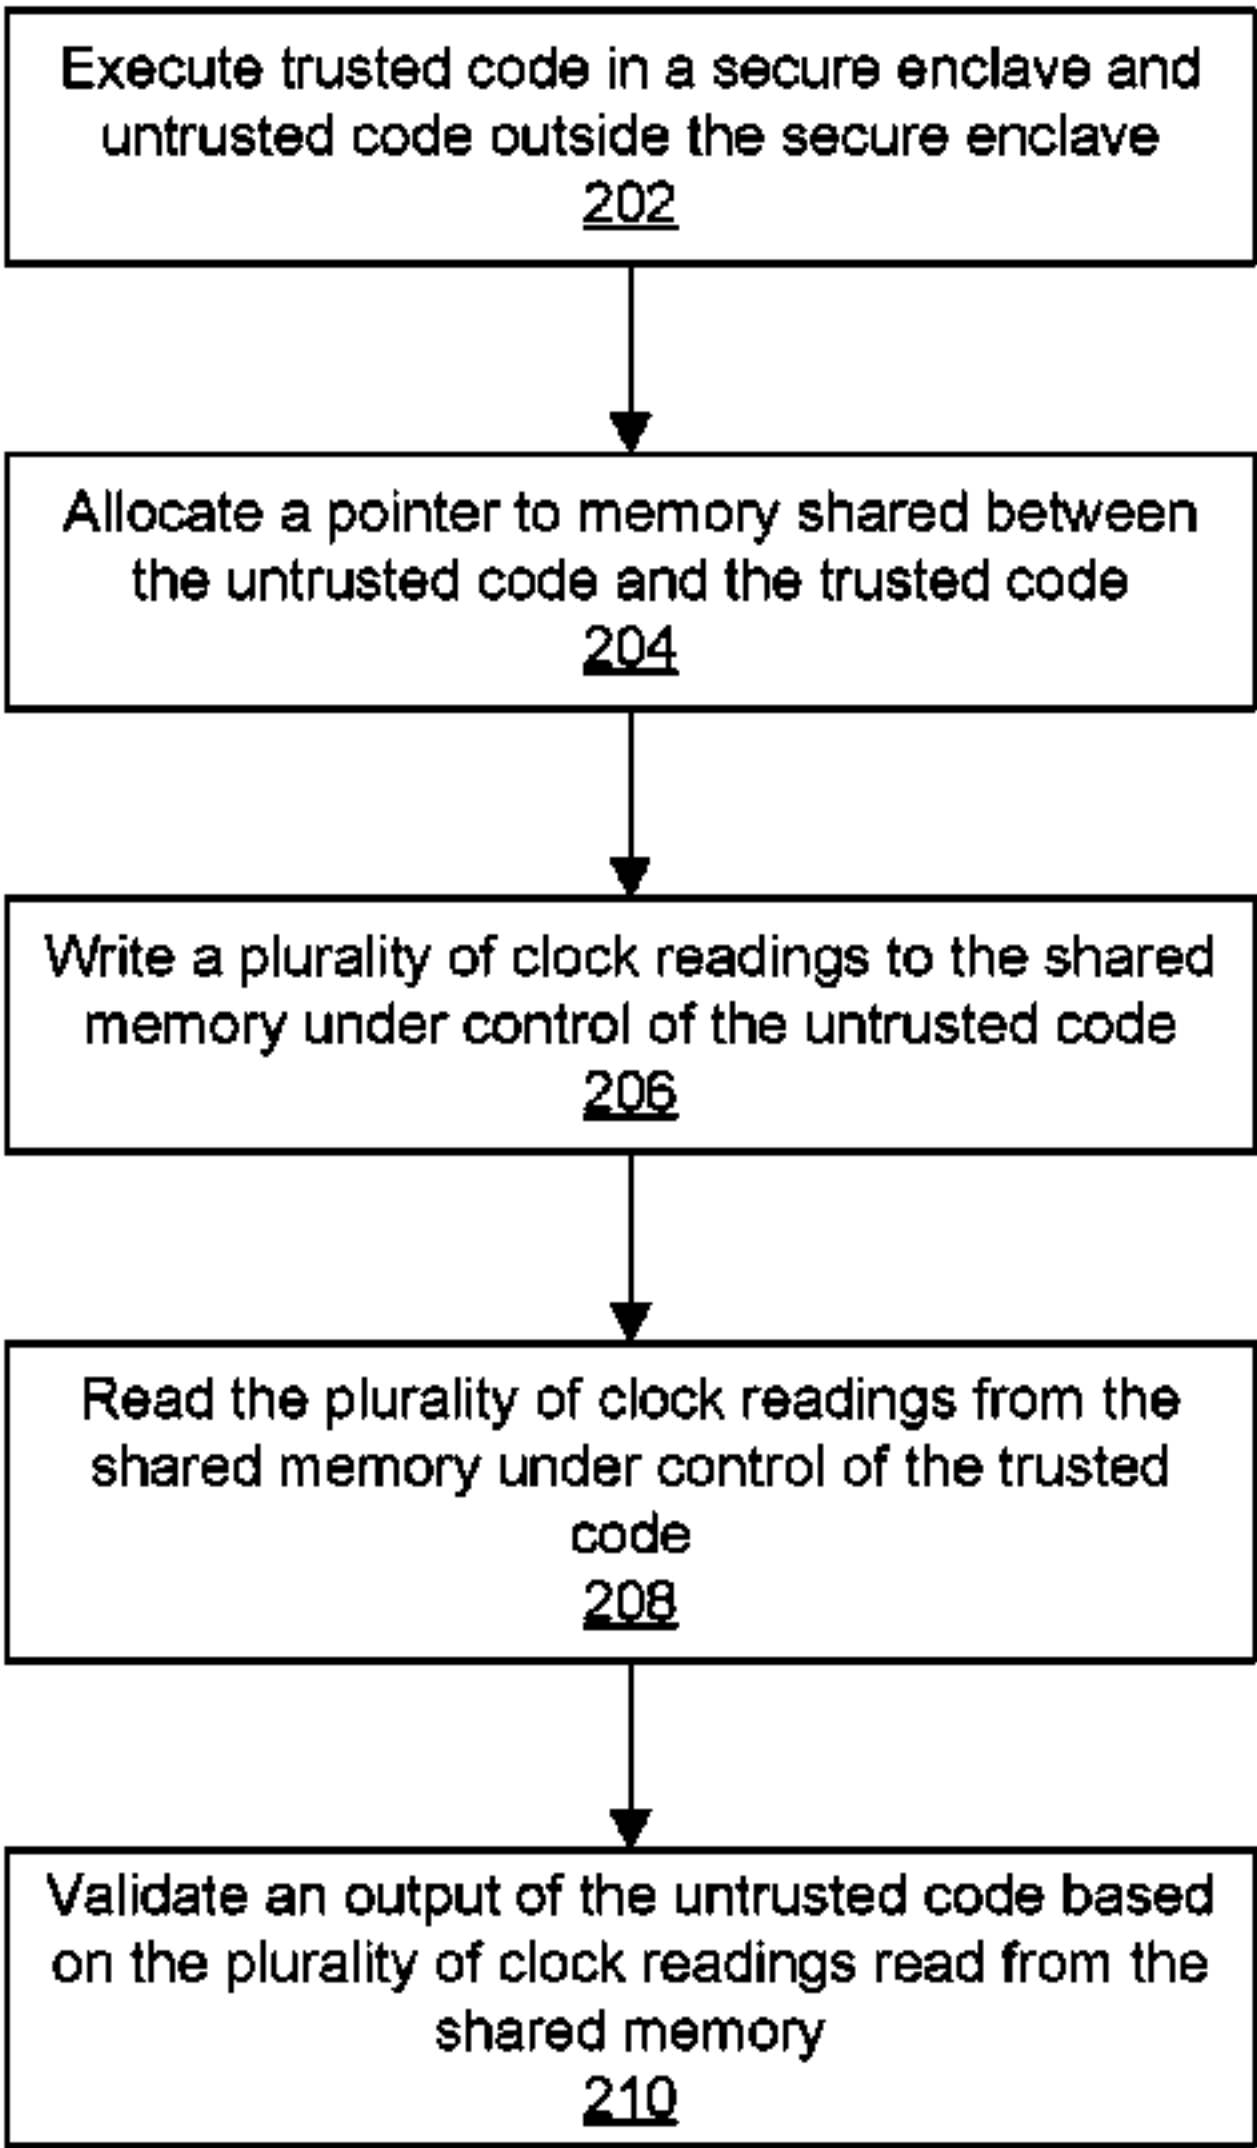 Execute trusted code in a secure enclave and
untrusted code outside the secure enclave
202
Allocate a pointer to memory shared between
the untrusted code and the trusted code
204
Write a plurality of clock readings to the shared
memory under control of the untrusted code
206
Read the plurality of clock readings from the
shared memory under control of the trusted
code
208
Validate an output of the untrusted code based
on the plurality of clock readings read from the
shared memory
210